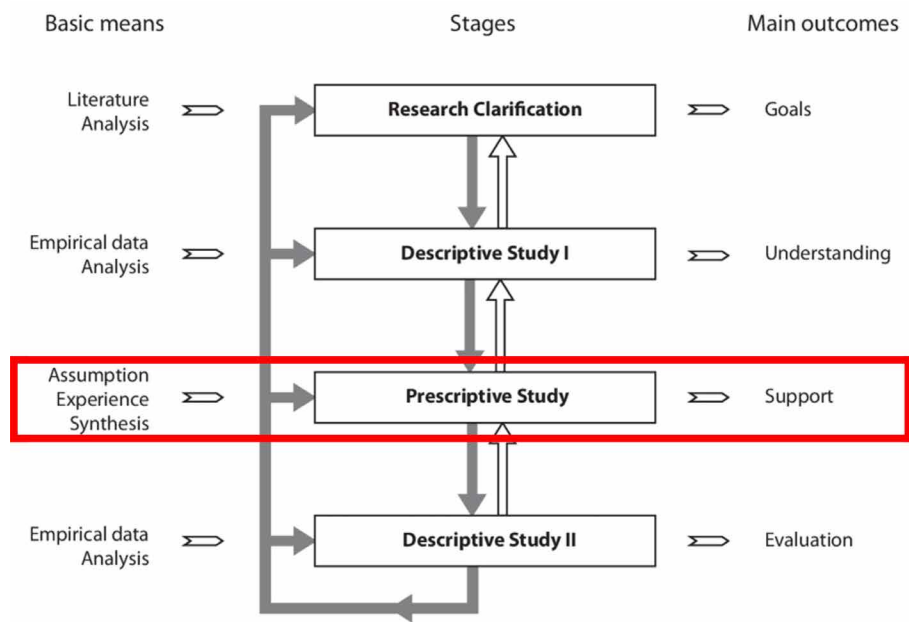 Basic means
Stages
Main outcomes
Literature
Analysis
Research Clarification
Goals
Empirical data
Analysis
Descriptive Study I
Understanding
Assumption
Experience
Synthesis
Prescriptive Study
Support
Empirical data
Analysis
Descriptive Study II
Evaluation